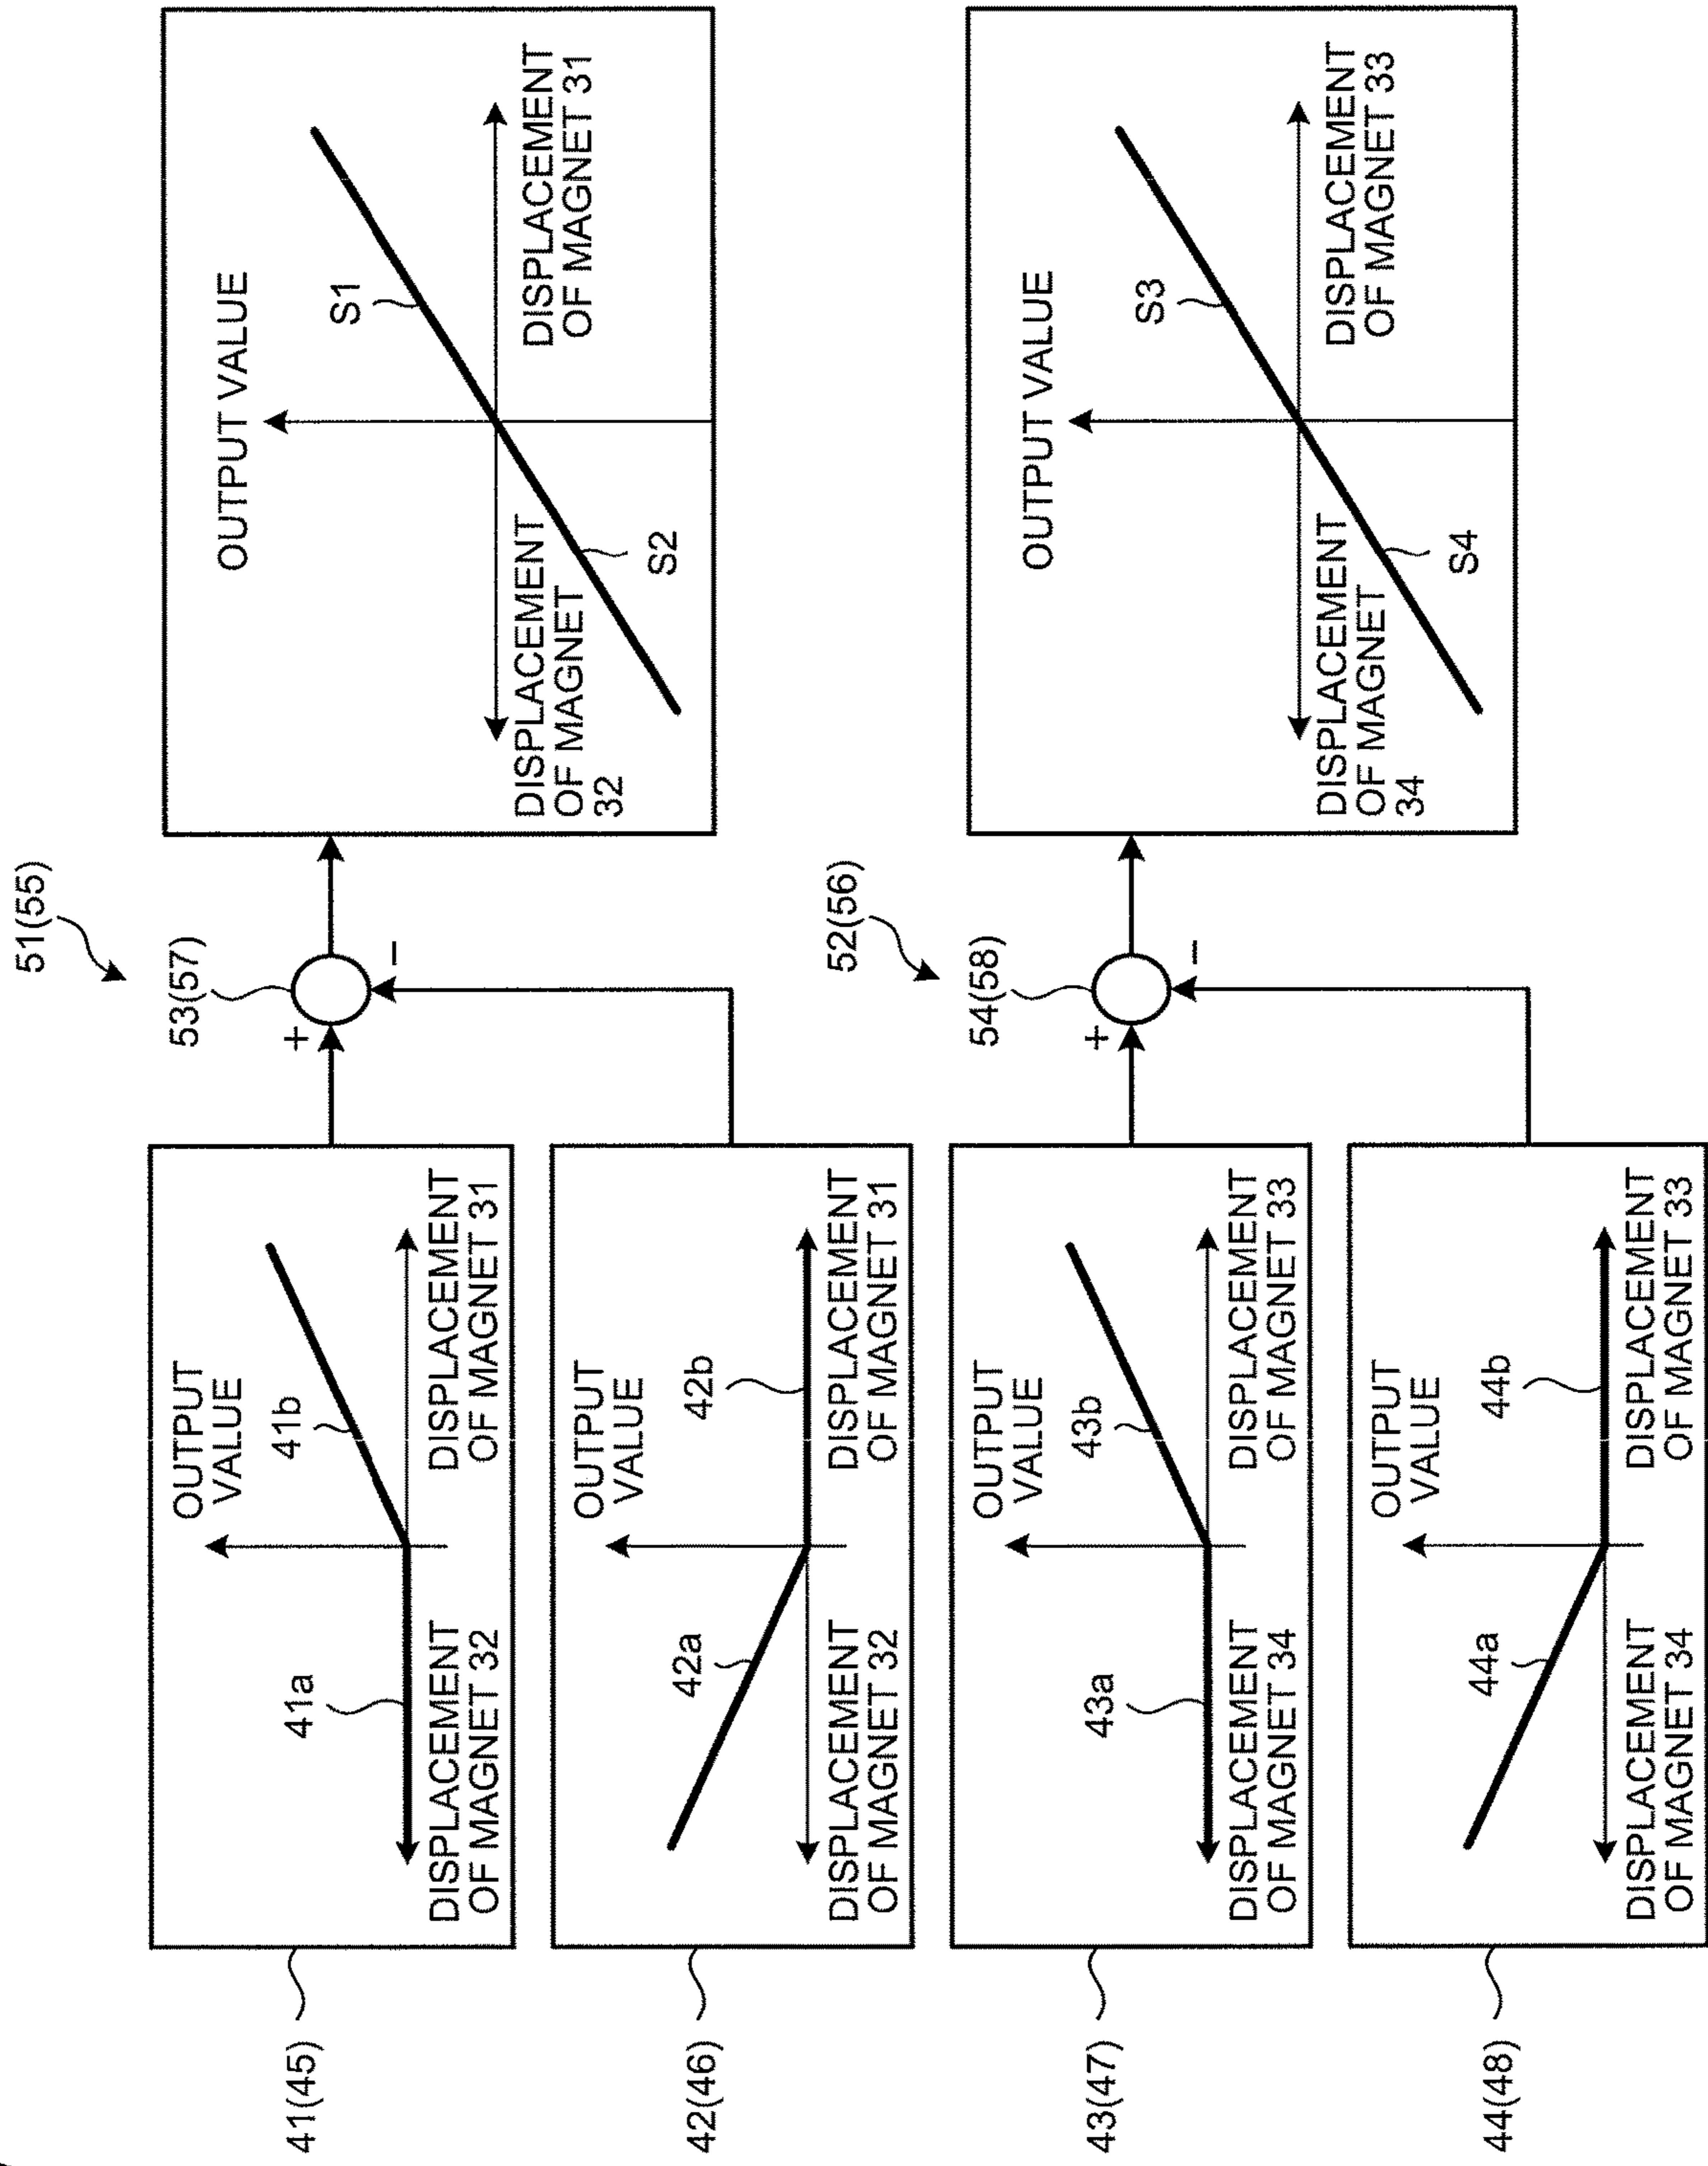 51(55)
53(57)
+
−
41(45)
OUTPUT
VALUE
41a
41b
DISPLACEMENT
OF MAGNET 32
DISPLACEMENT
OF MAGNET 31
42(46)
OUTPUT
VALUE
42a
42b
DISPLACEMENT
OF MAGNET 32
DISPLACEMENT
OF MAGNET 31
OUTPUT VALUE
S1
DISPLACEMENT
OF MAGNET
32
DISPLACEMENT
OF MAGNET 31
S2
52(56)
54(58)
+
−
43(47)
OUTPUT
VALUE
43a
43b
DISPLACEMENT
OF MAGNET 34
DISPLACEMENT
OF MAGNET 33
44(48)
OUTPUT
VALUE
44a
44b
DISPLACEMENT
OF MAGNET 34
DISPLACEMENT
OF MAGNET 33
OUTPUT VALUE
S3
DISPLACEMENT
OF MAGNET
34
DISPLACEMENT
OF MAGNET 33
S4